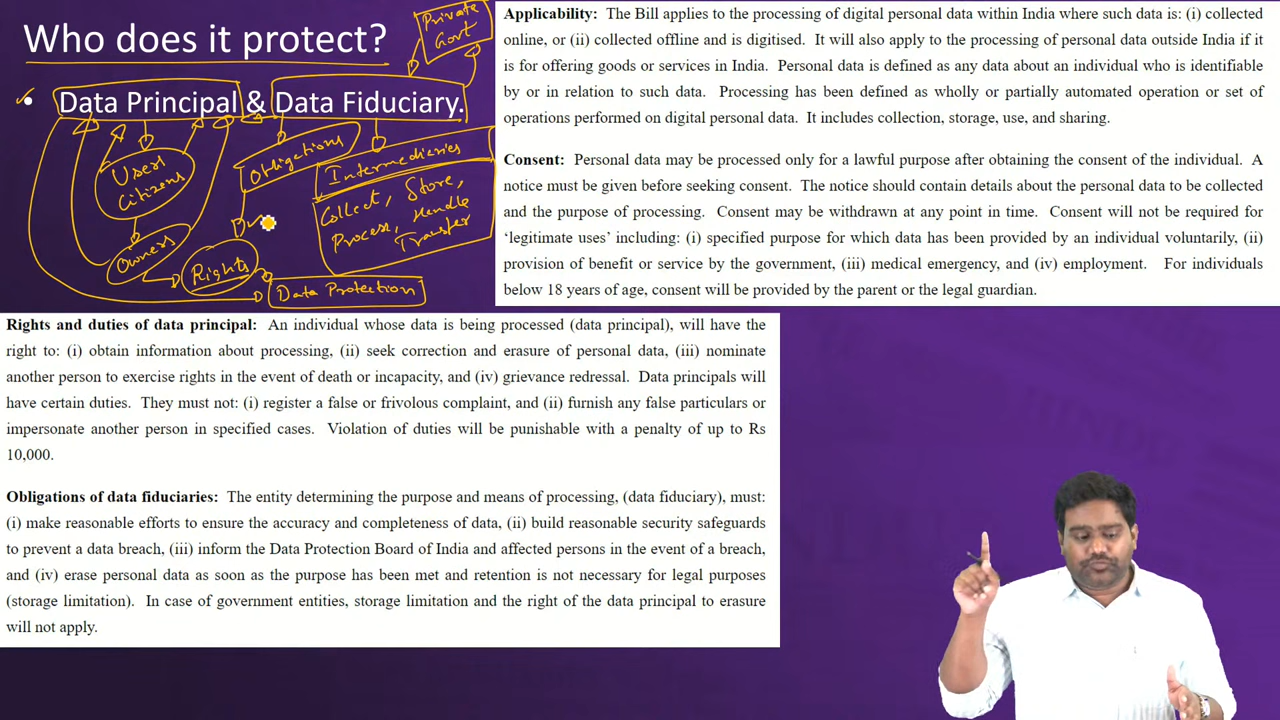 Who does it protect?
Private
Govt
• Data Principal & Data Fiduciary.
Users
Citizens
Owners
Rights
Data Protection
Obligations
Intermediaries
Collect, Store,
Process, Handle
Transfer
Applicability: The Bill applies to the processing of digital personal data within India where such data is: (i) collected
online, or (ii) collected offline and is digitised. It will also apply to the processing of personal data outside India if it
is for offering goods or services in India. Personal data is defined as any data about an individual who is identifiable
by or in relation to such data. Processing has been defined as wholly or partially automated operation or set of
operations performed on digital personal data. It includes collection, storage, use, and sharing.
Consent: Personal data may be processed only for a lawful purpose after obtaining the consent of the individual. A
notice must be given before seeking consent. The notice should contain details about the personal data to be collected
and the purpose of processing. Consent may be withdrawn at any point in time. Consent will not be required for
‘legitimate uses’ including: (i) specified purpose for which data has been provided by an individual voluntarily, (ii)
provision of benefit or service by the government, (iii) medical emergency, and (iv) employment. For individuals
below 18 years of age, consent will be provided by the parent or the legal guardian.
Rights and duties of data principal: An individual whose data is being processed (data principal), will have the
right to: (i) obtain information about processing, (ii) seek correction and erasure of personal data, (iii) nominate
another person to exercise rights in the event of death or incapacity, and (iv) grievance redressal. Data principals will
have certain duties. They must not: (i) register a false or frivolous complaint, and (ii) furnish any false particulars or
impersonate another person in specified cases. Violation of duties will be punishable with a penalty of up to Rs
10,000.
Obligations of data fiduciaries: The entity determining the purpose and means of processing, (data fiduciary), must:
(i) make reasonable efforts to ensure the accuracy and completeness of data, (ii) build reasonable security safeguards
to prevent a data breach, (iii) inform the Data Protection Board of India and affected persons in the event of a breach,
and (iv) erase personal data as soon as the purpose has been met and retention is not necessary for legal purposes
(storage limitation). In case of government entities, storage limitation and the right of the data principal to erasure
will not apply.